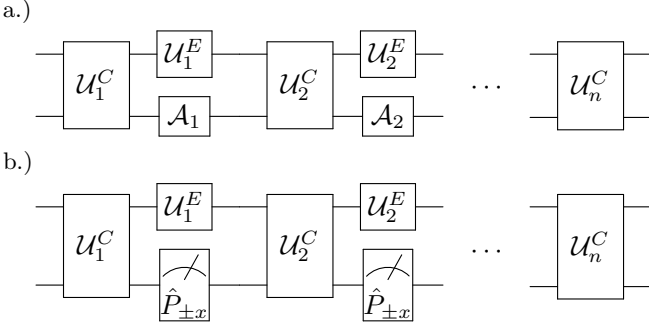 a.)
𝒰₁ᴱ 𝒰₂ᴱ
𝒰₁ᶜ 𝒰₂ᶜ ⋯ 𝒰ₙᶜ
𝒜₁ 𝒜₂
b.)
𝒰₁ᴱ 𝒰₂ᴱ
𝒰₁ᶜ 𝒰₂ᶜ ⋯ 𝒰ₙᶜ
P̂±ₓ P̂±ₓ